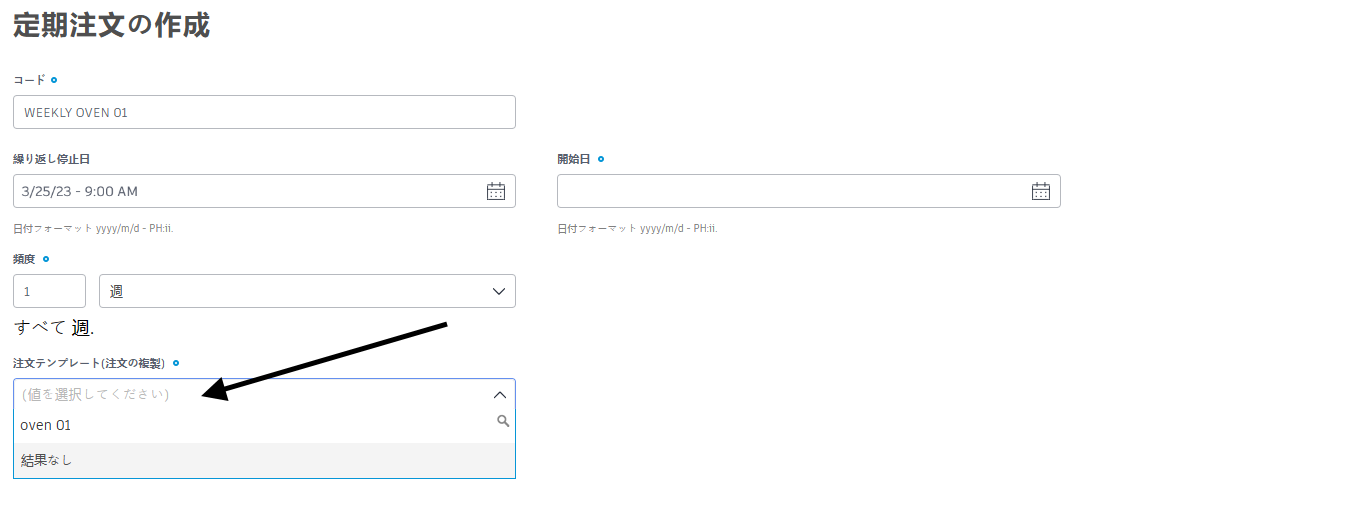 定期注文の作成
コード
WEEKLY OVEN 01
繰り返し停止日
開始日
3/25/23 - 9:00 AM
日付フォーマット yyyy/m/d - PH:ii.
日付フォーマット yyyy/m/d - PH:ii.
頻度
1
週
すべて 週.
注文テンプレート(注文の複製)
(値を選択してください)
oven 01
結果なし